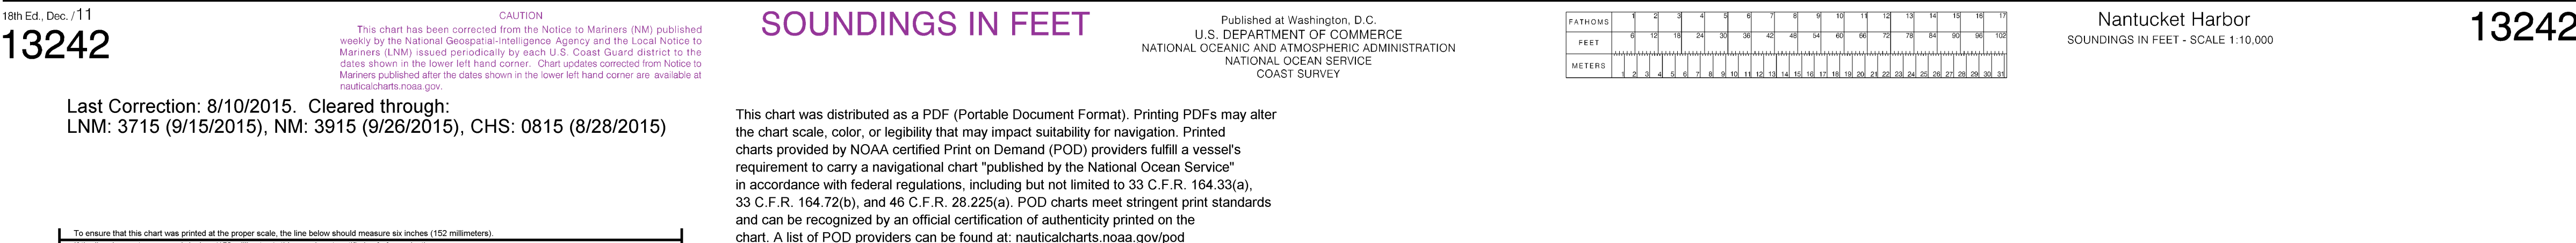 18th Ed., Dec. /11
13242
CAUTION
This chart has been corrected from the Notice to Mariners (NM) published
weekly by the National Geospatial-Intelligence Agency and the Local Notice to
Mariners (LNM) issued periodically by each U.S. Coast Guard district to the
dates shown in the lower left hand corner. Chart updates corrected from Notice to
Mariners published after the dates shown in the lower left hand corner are available at
nauticalcharts.noaa.gov.
Last Correction: 8/10/2015. Cleared through:
LNM: 3715 (9/15/2015), NM: 3915 (9/26/2015), CHS: 0815 (8/28/2015)
To ensure that this chart was printed at the proper scale, the line below should measure six inches (152 millimeters).
SOUNDINGS IN FEET
Published at Washington, D.C.
U.S. DEPARTMENT OF COMMERCE
NATIONAL OCEANIC AND ATMOSPHERIC ADMINISTRATION
NATIONAL OCEAN SERVICE
COAST SURVEY
This chart was distributed as a PDF (Portable Document Format). Printing PDFs may alter
the chart scale, color, or legibility that may impact suitability for navigation. Printed
charts provided by NOAA certified Print on Demand (POD) providers fulfill a vessel's
requirement to carry a navigational chart "published by the National Ocean Service"
in accordance with federal regulations, including but not limited to 33 C.F.R. 164.33(a),
33 C.F.R. 164.72(b), and 46 C.F.R. 28.225(a). POD charts meet stringent print standards
and can be recognized by an official certification of authenticity printed on the
chart. A list of POD providers can be found at: nauticalcharts.noaa.gov/pod
FATHOMS 1 2 3 4 5 6 7 8 9 10 11 12 13 14 15 16 17
FEET 6 12 18 24 30 36 42 48 54 60 66 72 78 84 90 96 102
METERS 1 2 3 4 5 6 7 8 9 10 11 12 13 14 15 16 17 18 19 20 21 22 23 24 25 26 27 28 29 30 31
Nantucket Harbor
SOUNDINGS IN FEET - SCALE 1:10,000
13242